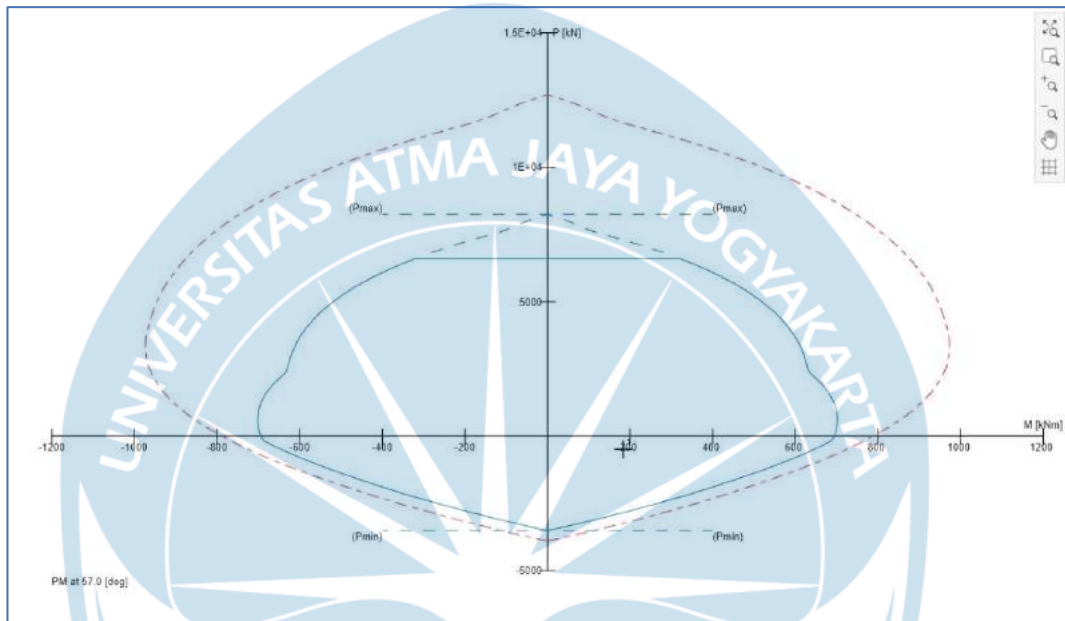 1.5E+04 P [kN]
UNIVERSITAS ATMA JAYA YOGYAKARTA
1E+04
(Pmax) (Pmax)
5000
M [kNm]
-1200 -1000 -800 -600 -400 -200 200 400 600 800 1000 1200
(Pmin) (Pmin)
-5000
PM at 57.0 [deg]